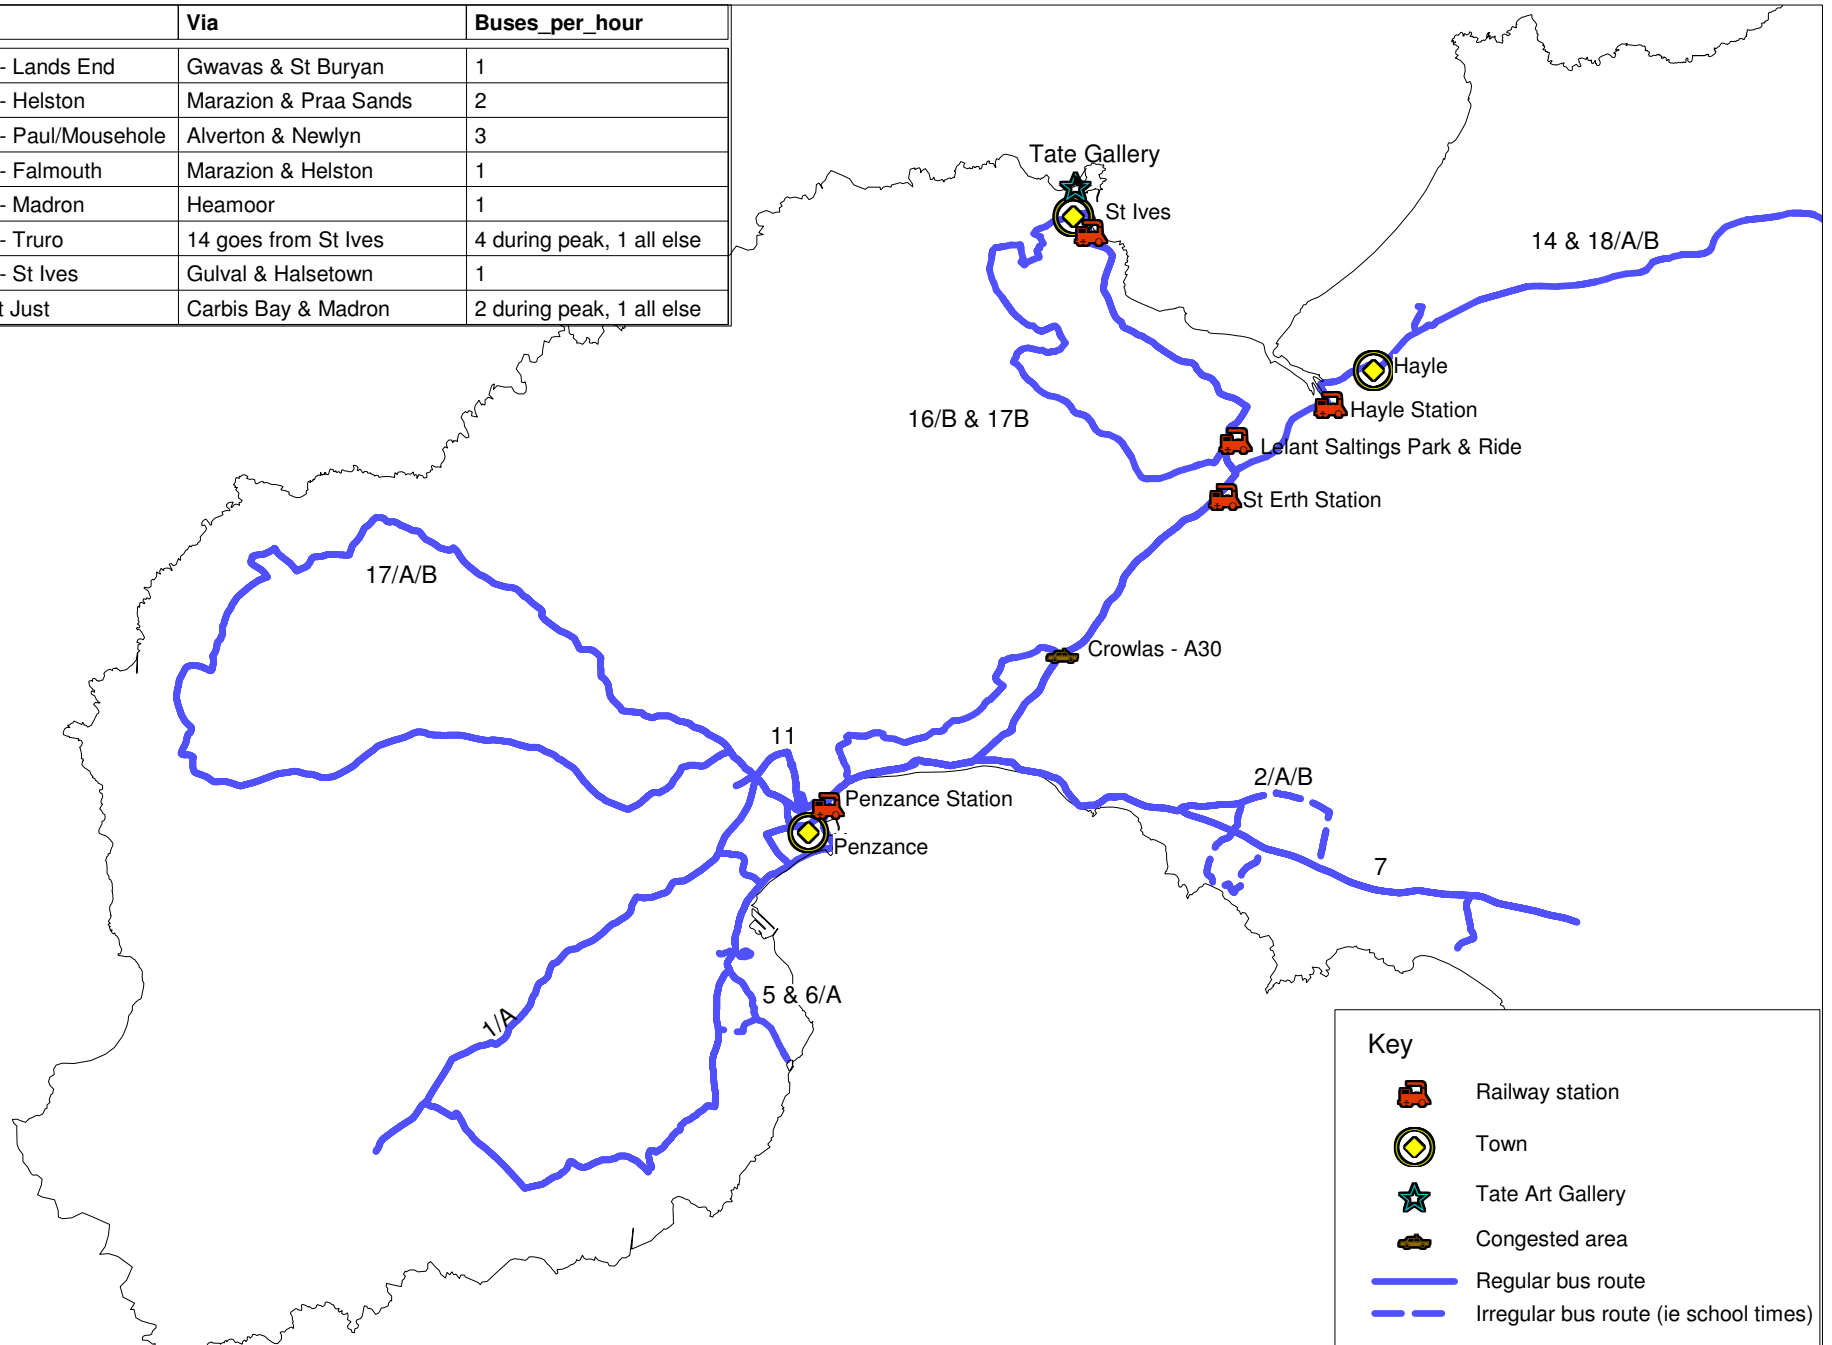 Via Buses_per_hour
- Lands End Gwavas & St Buryan 1
- Helston Marazion & Praa Sands 2
- Paul/Mousehole Alverton & Newlyn 3
- Falmouth Marazion & Helston 1
- Madron Heamoor 1
- Truro 14 goes from St Ives 4 during peak, 1 all else
- St Ives Gulval & Halsetown 1
t Just Carbis Bay & Madron 2 during peak, 1 all else
Tate Gallery
St Ives
14 & 18/A/B
Hayle
Hayle Station
16/B & 17B
Lelant Saltings Park & Ride
St Erth Station
17/A/B
Crowlas - A30
11
2/A/B
Penzance Station
Penzance
7
5 & 6/A
1/A
Key
Railway station
Town
Tate Art Gallery
Congested area
Regular bus route
Irregular bus route (ie school times)